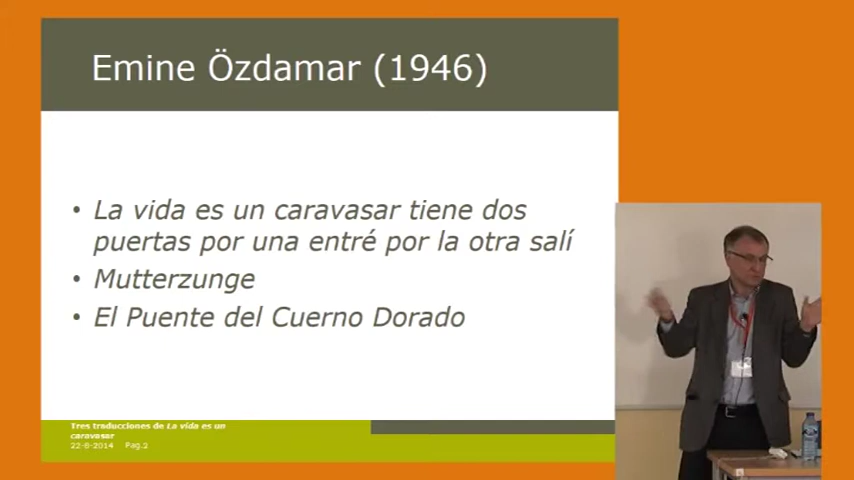 Emine Özdamar (1946)
• La vida es un caravasar tiene dos
puertas por una entré por la otra salí
• Mutterzunge
• El Puente del Cuerno Dorado
Tres traducciones de La vida es un
caravasar
22-8-2014 Pag.2